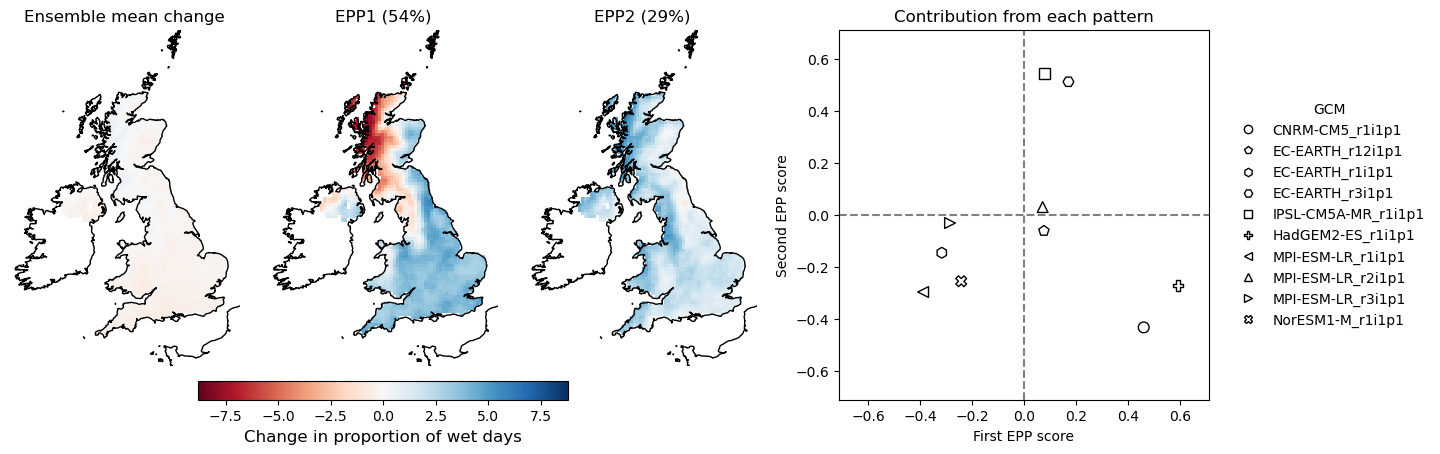 Ensemble mean change
EPP1 (54%)
EPP2 (29%)
−7.5 −5.0 −2.5 0.0 2.5 5.0 7.5
Change in proportion of wet days
Contribution from each pattern
Second EPP score
0.6
0.4
0.2
0.0
−0.2
−0.4
−0.6
−0.6 −0.4 −0.2 0.0 0.2 0.4 0.6
First EPP score
GCM
CNRM-CM5_r1i1p1
EC-EARTH_r12i1p1
EC-EARTH_r1i1p1
EC-EARTH_r3i1p1
IPSL-CM5A-MR_r1i1p1
HadGEM2-ES_r1i1p1
MPI-ESM-LR_r1i1p1
MPI-ESM-LR_r2i1p1
MPI-ESM-LR_r3i1p1
NorESM1-M_r1i1p1